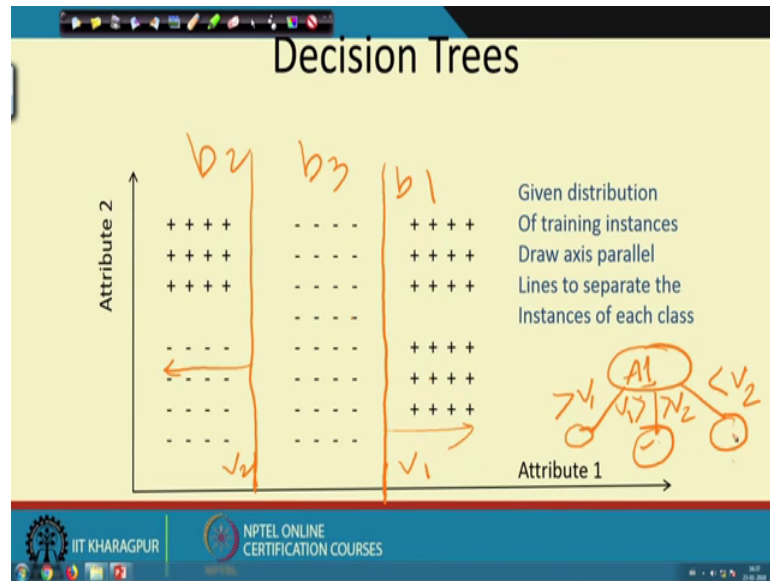 Decision Trees
b2 b3 b1
Attribute 2
+ + + + - - - - + + + +
+ + + + - - - - + + + +
+ + + + - - - - + + + +
- - - -
- - - - - - - - + + + +
- - - - - - - - + + + +
- - - - - - - - + + + +
- - - - - - - -
V2 V1
Given distribution
Of training instances
Draw axis parallel
Lines to separate the
Instances of each class
A1
>V1 V1> >V2 <V2
-
Attribute 1
IIT KHARAGPUR
NPTEL ONLINE
CERTIFICATION COURSES